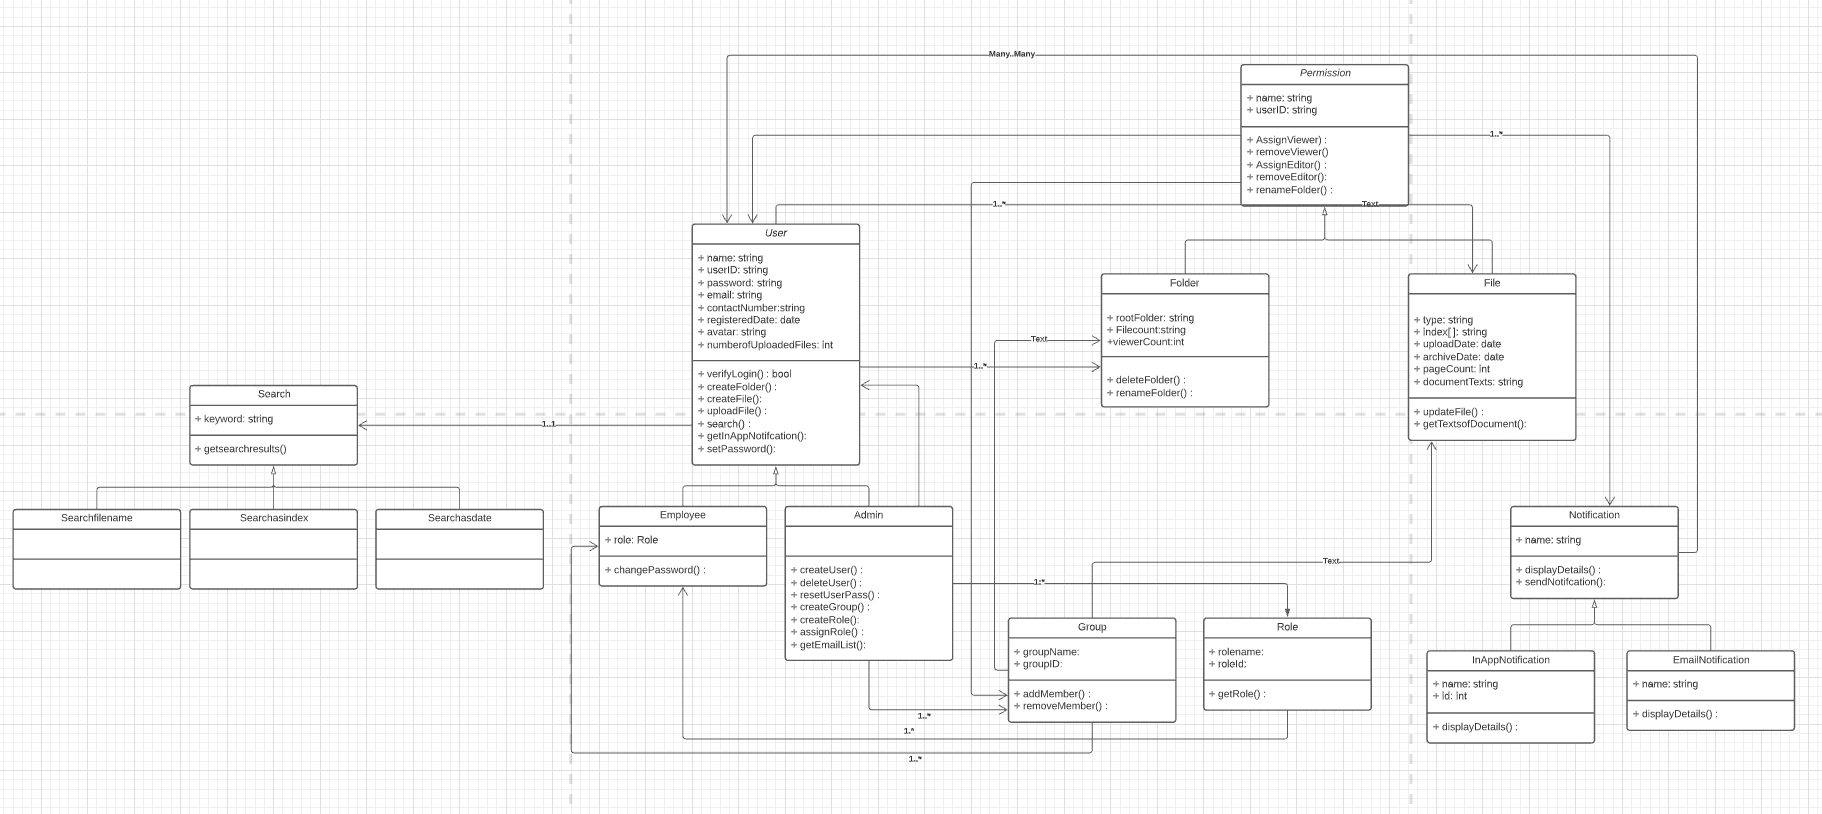 Many..Many
Permission
+ name: string
+ userID: string
+ AssignViewer) :
+ removeViewer()
+ AssignEditor() :
+ removeEditor():
+ renameFolder() :
1..*
1..*
Text
User
+ name: string
+ userID: string
+ password: string
+ email: string
+ contactNumber:string
+ registeredDate: date
+ avatar: string
+ numberofUploadedFiles: int
+ verifyLogin() : bool
+ createFolder() :
+ createFile():
+ uploadFile() :
+ search() :
+ getInAppNotifcation():
+ setPassword():
Folder
+ rootFolder: string
+ Filecount:string
+viewerCount:int
+ deleteFolder() :
+ renameFolder() :
File
+ type: string
+ index[ ]: string
+ uploadDate: date
+ archiveDate: date
+ pageCount: int
+ documentTexts: string
+ updateFile() :
+ getTextsofDocument():
Text
1..*
Search
+ keyword: string
+ getsearchresults()
1..1
Searchfilename
Searchasindex
Searchasdate
Employee
+ role: Role
+ changePassword() :
Admin
+ createUser() :
+ deleteUser() :
+ resetUserPass() :
+ createGroup() :
+ createRole():
+ assignRole() :
+ getEmailList():
Notification
+ name: string
+ displayDetails() :
+ sendNotifcation():
Text
1:*
Group
+ groupName:
+ groupID:
+ addMember() :
+ removeMember() :
Role
+ rolename:
+ roleId:
+ getRole() :
InAppNotification
+ name: string
+ Id: int
+ displayDetails() :
EmailNotification
+ name: string
+ displayDetails() :
1..*
1.*
1..*